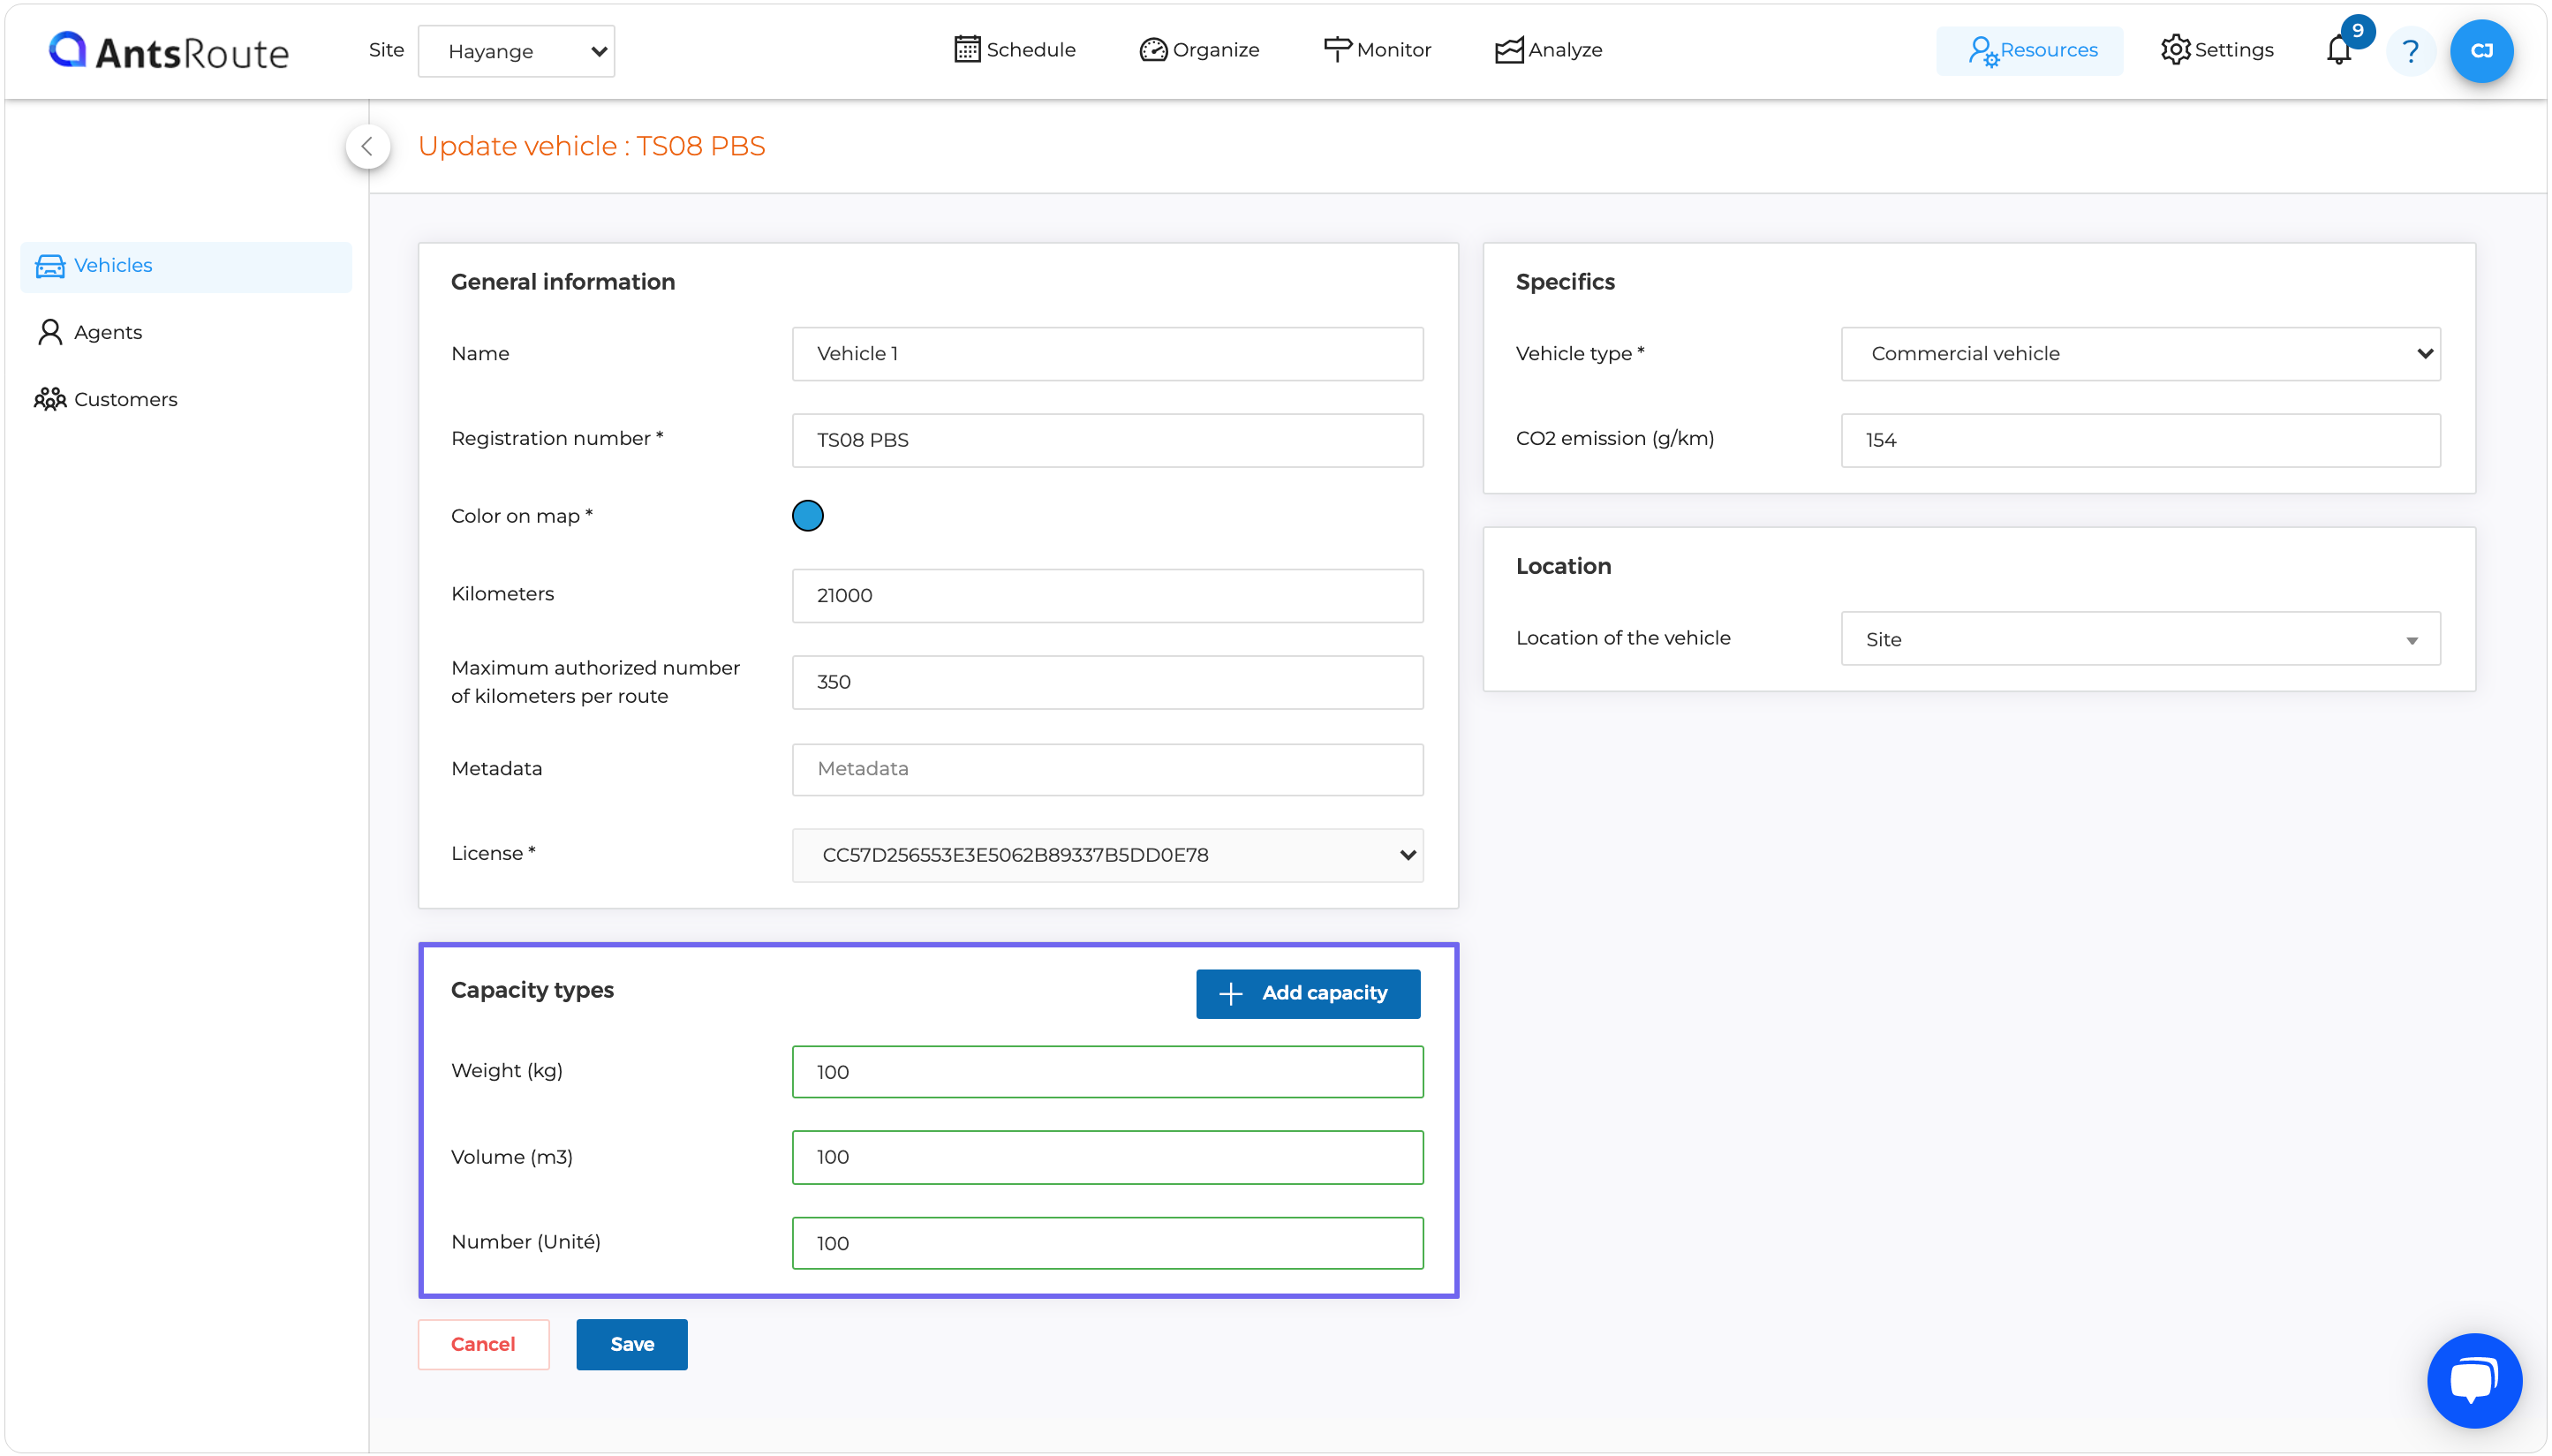 AntsRoute
Site
Hayange
Schedule
Organize
Monitor
Analyze
Resources
Settings
9
?
CJ
Update vehicle : TS08 PBS
Vehicles
Agents
Customers
General information
Name
Vehicle 1
Registration number *
TS08 PBS
Color on map *
Kilometers
21000
Maximum authorized number
of kilometers per route
350
Metadata
Metadata
License *
CC57D256553E3E5062B89337B5DD0E78
Specifics
Vehicle type *
Commercial vehicle
CO2 emission (g/km)
154
Location
Location of the vehicle
Site
Capacity types
Add capacity
Weight (kg)
100
Volume (m3)
100
Number (Unité)
100
Cancel
Save